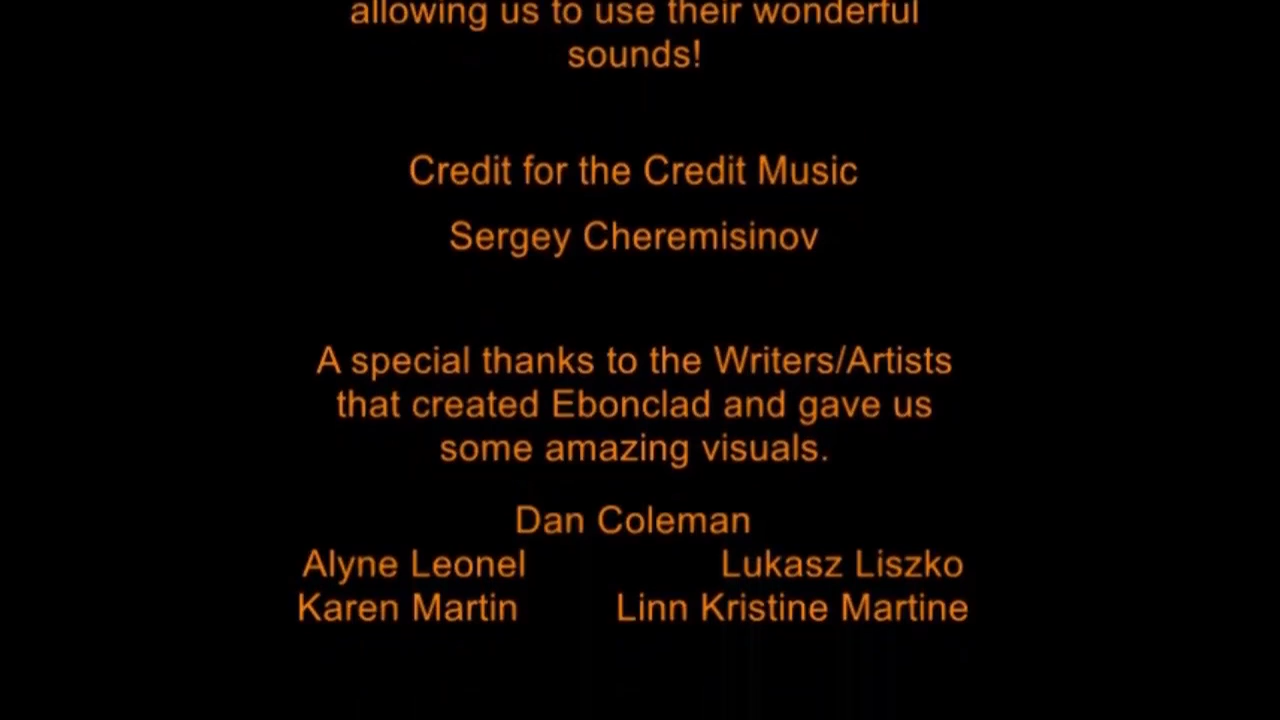 allowing us to use their wonderful
sounds!
Credit for the Credit Music
Sergey Cheremisinov
A special thanks to the Writers/Artists
that created Ebonclad and gave us
some amazing visuals.
Dan Coleman
Alyne Leonel Lukasz Liszko
Karen Martin Linn Kristine Martine